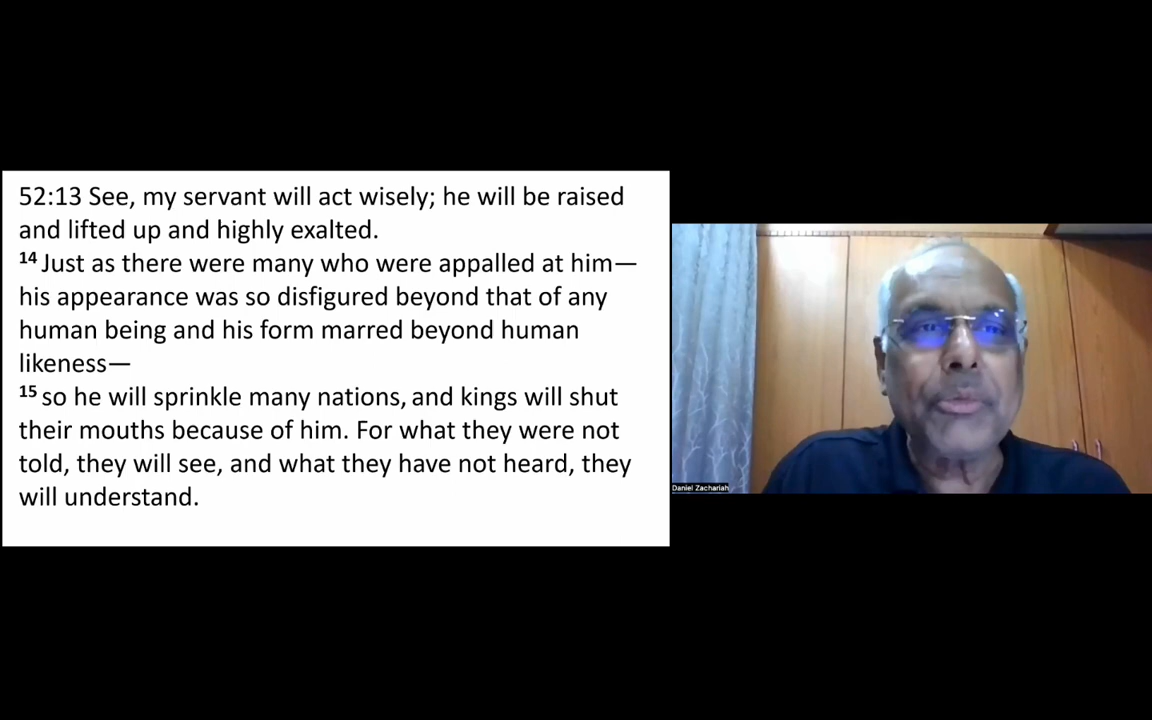 52:13 See, my servant will act wisely; he will be raised
and lifted up and highly exalted.
14 Just as there were many who were appalled at him—
his appearance was so disfigured beyond that of any
human being and his form marred beyond human
likeness—
15 so he will sprinkle many nations, and kings will shut
their mouths because of him. For what they were not
told, they will see, and what they have not heard, they
will understand.
Daniel Zachariah